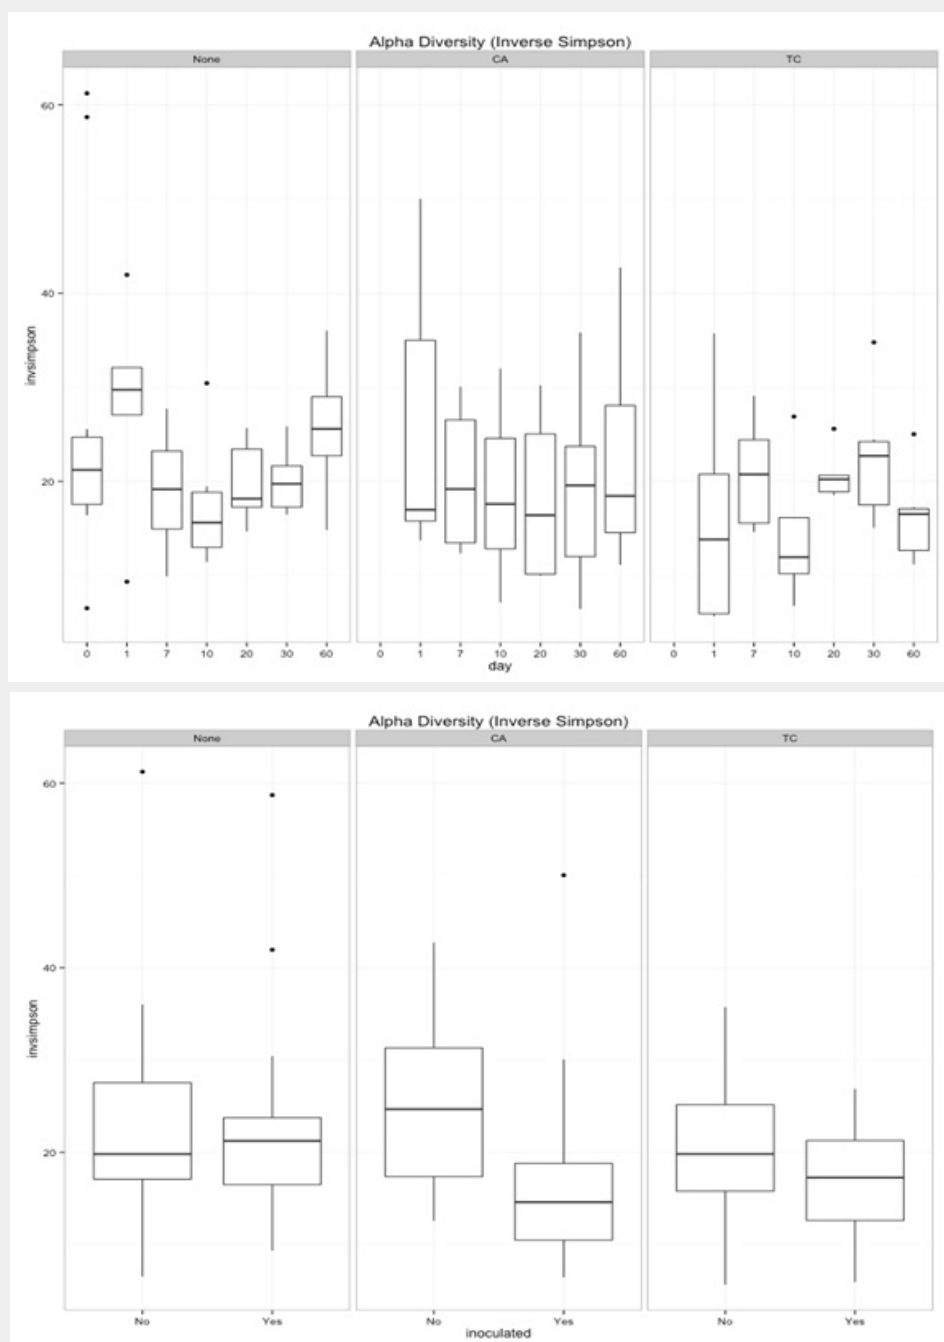 Alpha Diversity (Inverse Simpson)
None CA TC
60
40
20
invsimpson
0 1 7 10 20 30 60 0 1 7 10 20 30 60 0 1 7 10 20 30 60
day
Alpha Diversity (Inverse Simpson)
None CA TC
60
40
20
invsimpson
No Yes No Yes No Yes
inoculated